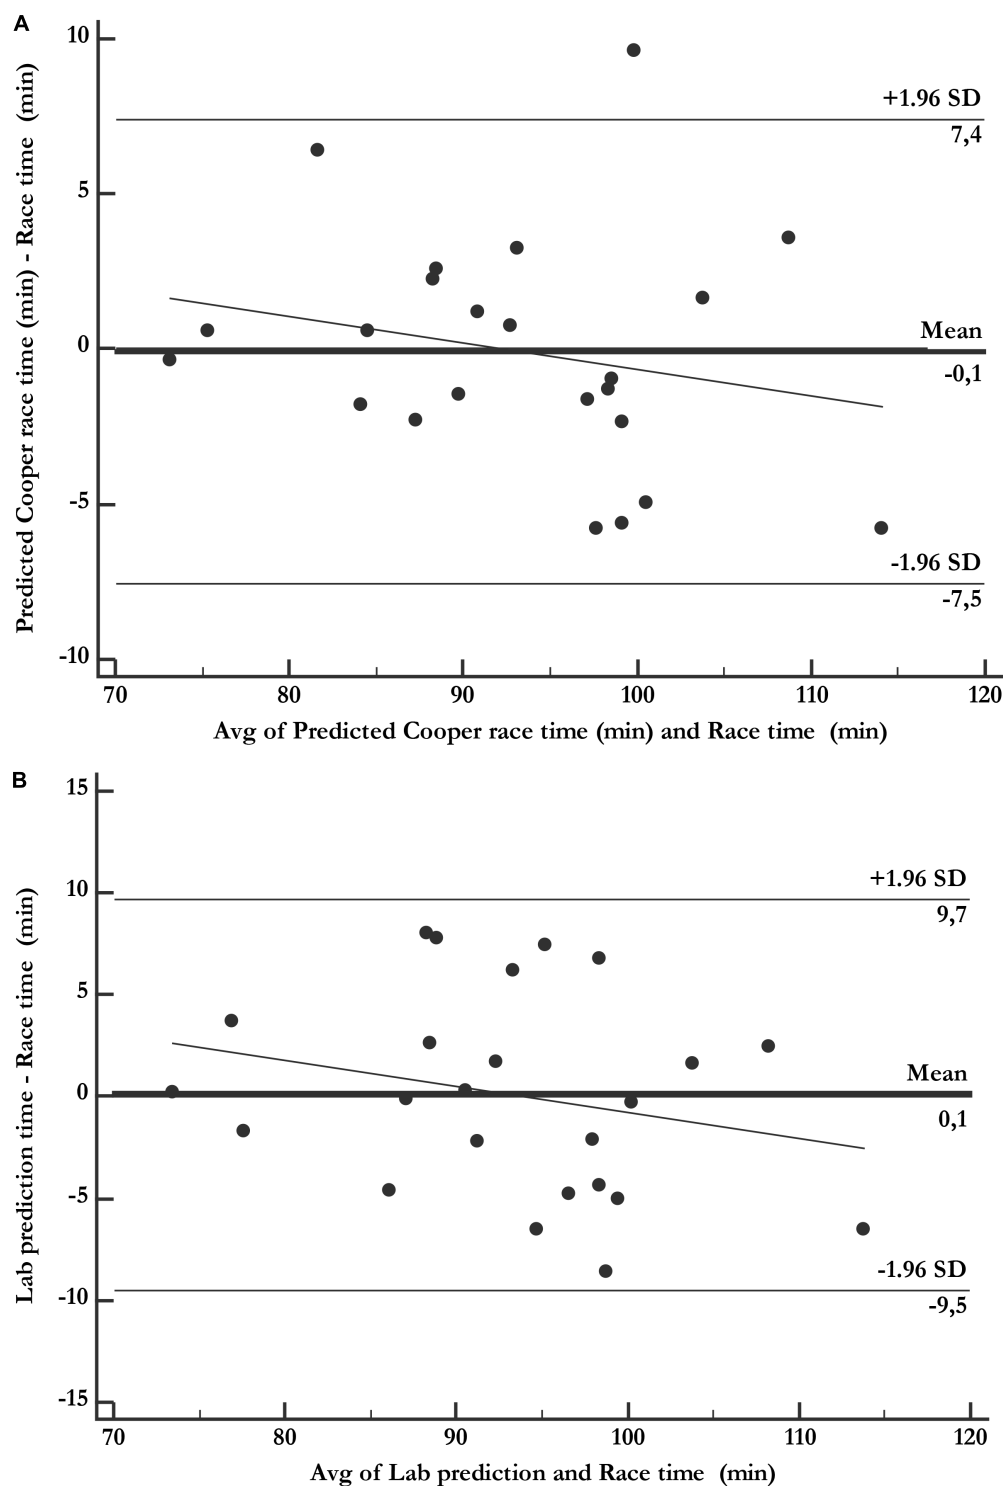 A
Predicted Cooper race time (min) - Race time (min)
10
5
0
-5
-10
+1.96 SD
7,4
Mean
-0,1
-1.96 SD
-7,5
70 80 90 100 110 120
Avg of Predicted Cooper race time (min) and Race time (min)
B
Lab prediction time - Race time (min)
15
10
5
0
-5
-10
-15
+1.96 SD
9,7
Mean
0,1
-1.96 SD
-9,5
70 80 90 100 110 120
Avg of Lab prediction and Race time (min)